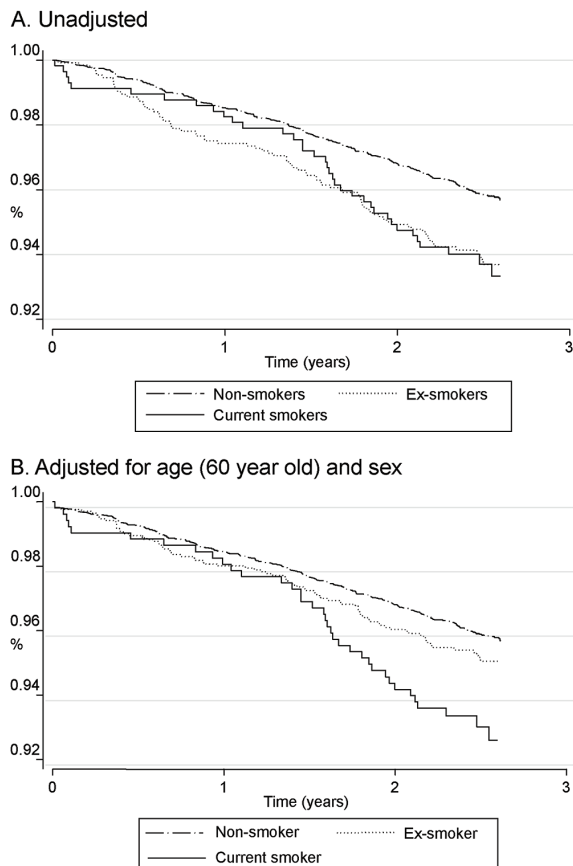 A. Unadjusted
1.00
0.98
0.96
%
0.94
0.92
0 1 2 3
Time (years)
Non-smokers Ex-smokers
Current smokers
B. Adjusted for age (60 year old) and sex
1.00
0.98
0.96
%
0.94
0.92
0 1 2 3
Time (years)
Non-smoker Ex-smoker
Current smoker